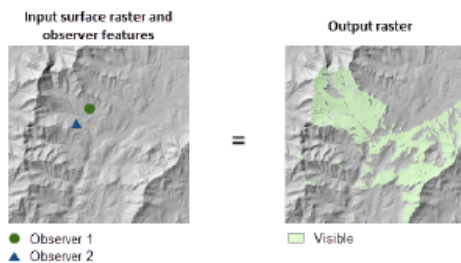 Input surface raster and
observer features
Output raster
=
Observer 1
Observer 2
Visible